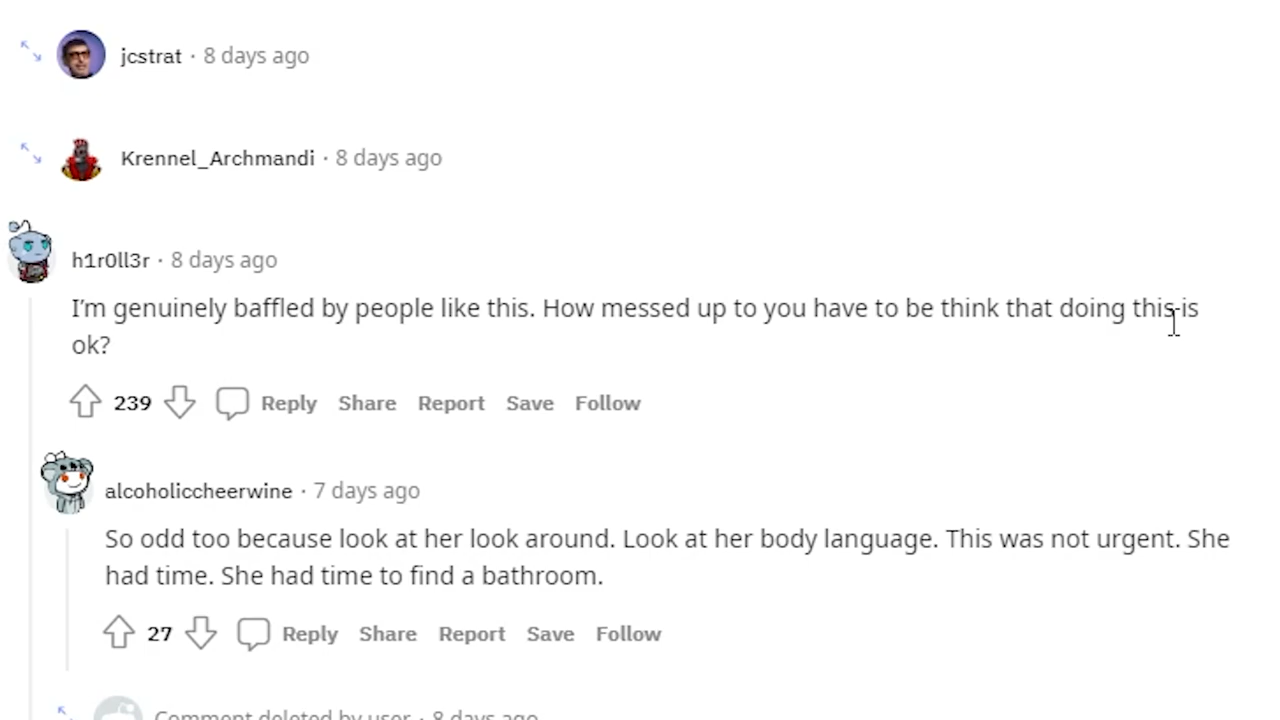 jcstrat · 8 days ago
Krennel_Archmandi · 8 days ago
h1r0ll3r · 8 days ago
I'm genuinely baffled by people like this. How messed up to you have to be think that doing this is
ok?
239 Reply Share Report Save Follow
alcoholiccheerwine · 7 days ago
So odd too because look at her look around. Look at her body language. This was not urgent. She
had time. She had time to find a bathroom.
27 Reply Share Report Save Follow
Comment deleted by user · 8 days ago